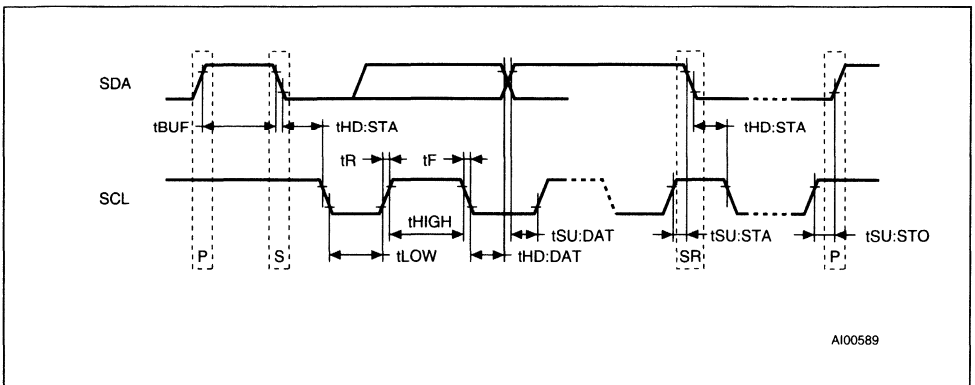 SDA
tBUF
tHD:STA
tHD:STA
tR
tF
SCL
tHIGH
tSU:DAT
tSU:STA
tSU:STO
P
S
tLOW
tHD:DAT
SR
P
AI00589